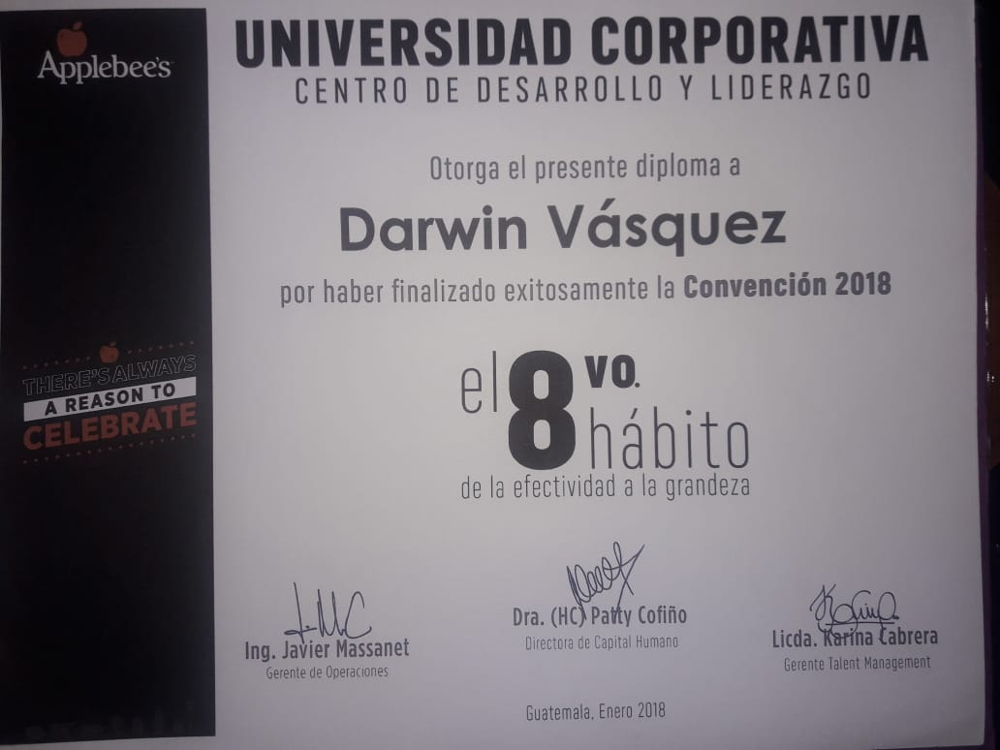 Applebee's
UNIVERSIDAD CORPORATIVA
CENTRO DE DESARROLLO Y LIDERAZGO
Otorga el presente diploma a
Darwin Vásquez
por haber finalizado exitosamente la Convención 2018
el 8vo. hábito
de la efectividad a la grandeza
THERE'S ALWAYS
A REASON TO
CELEBRATE
Ing. Javier Massanet
Gerente de Operaciones
Dra. (HC) Patty Cofiño
Directora de Capital Humano
Licda. Karina Cabrera
Gerente Talent Management
Guatemala, Enero 2018